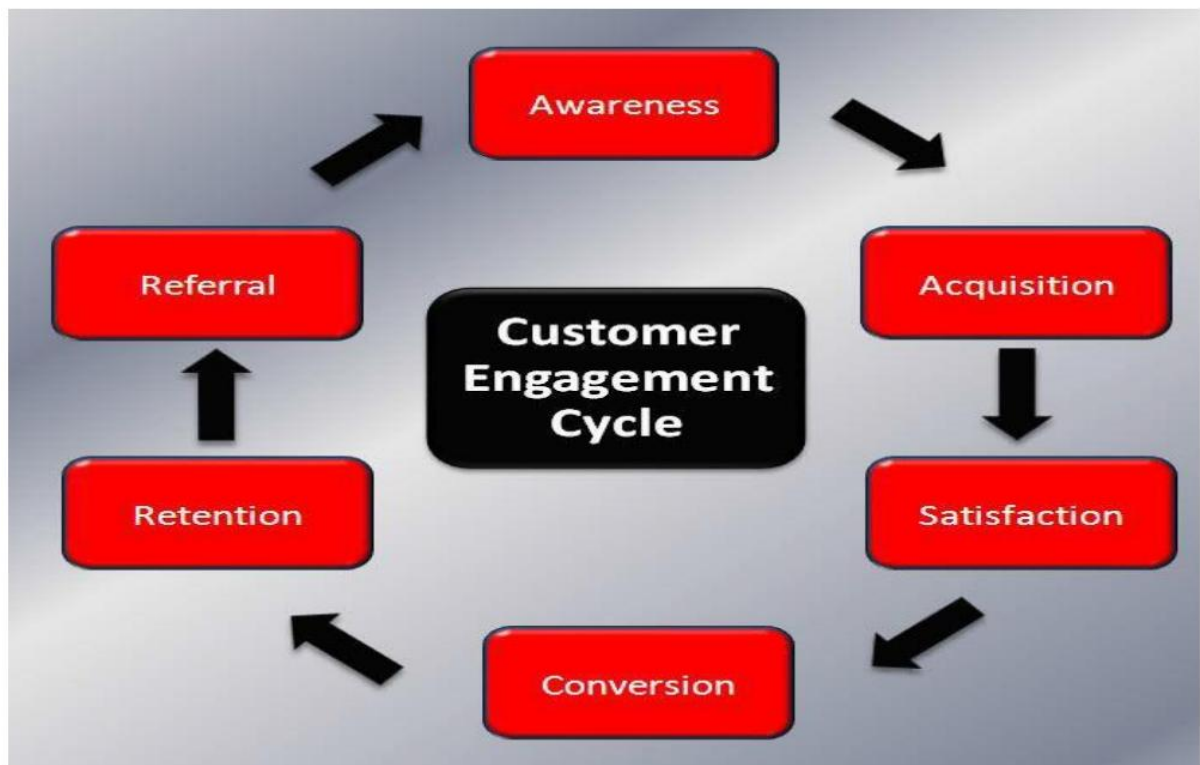 Awareness
Acquisition
Satisfaction
Conversion
Retention
Referral
Customer
Engagement
Cycle